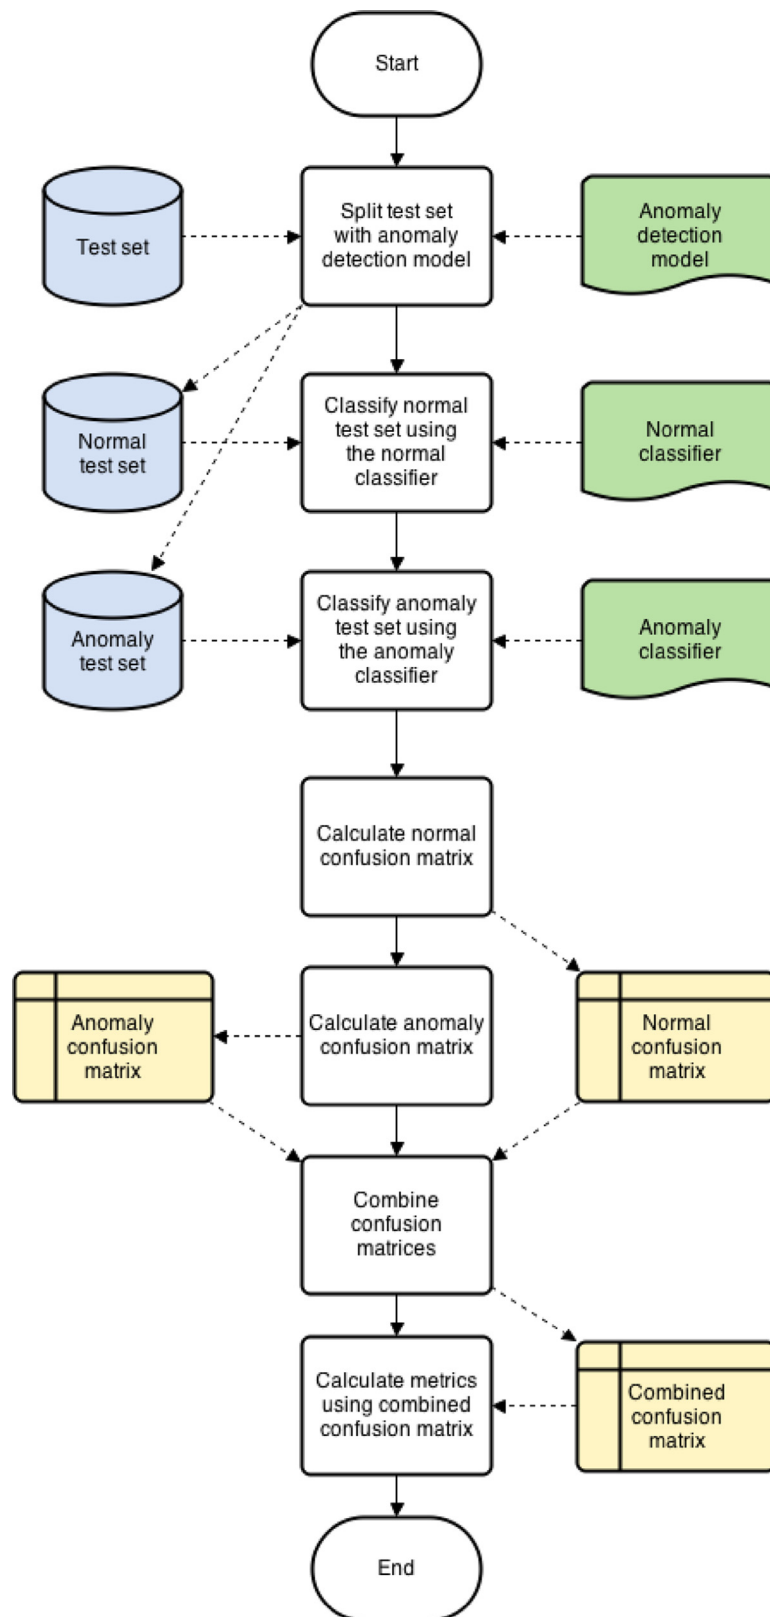 Start
Test set
Split test set
with anomaly
detection model
Anomaly
detection
model
Normal
test set
Classify normal
test set using
the normal
classifier
Normal
classifier
Anomaly
test set
Classify anomaly
test set using
the anomaly
classifier
Anomaly
classifier
Calculate normal
confusion matrix
Anomaly
confusion
matrix
Calculate anomaly
confusion matrix
Normal
confusion
matrix
Combine
confusion
matrices
Calculate metrics
using combined
confusion matrix
Combined
confusion
matrix
End